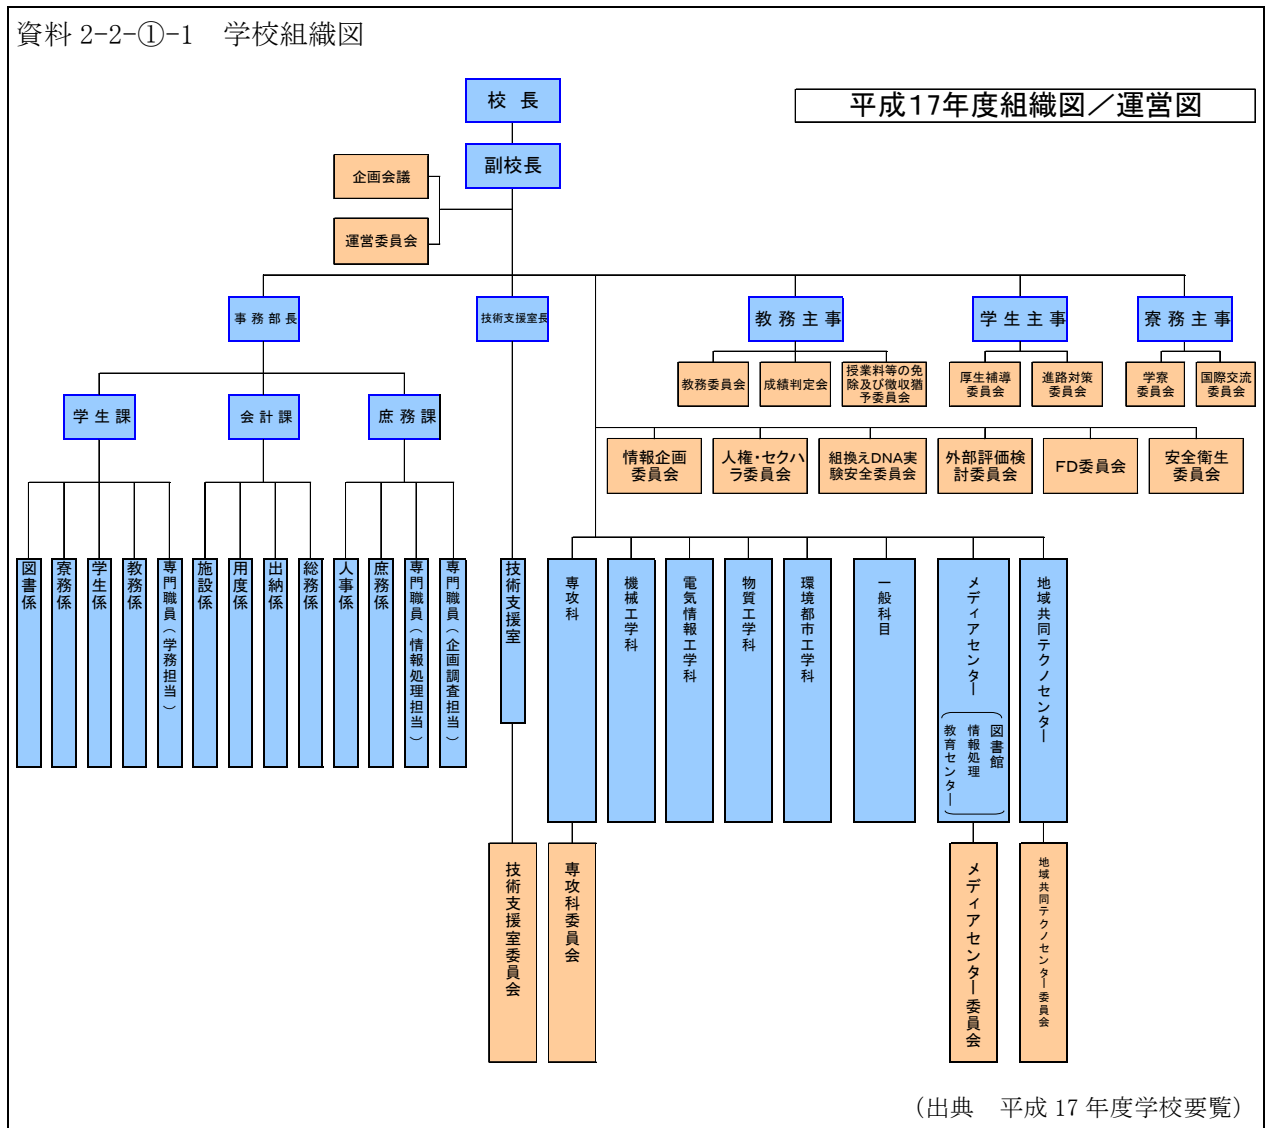 資料 2-2-①-1　学校組織図
校 長
平成17年度組織図／運営図
副校長
企画会議
運営委員会
事 務 部 長
技術支援室長
教 務 主 事
学 生 主 事
寮 務 主 事
教務委員会
成績判定会
授業料等の免
除及び徴収猶
予委員会
厚生補導
委員会
進路対策
委員会
学寮
委員会
国際交流
委員会
学 生 課
会 計 課
庶 務 課
情報企画
委員会
人権・セクハ
ラ委員会
組換えDNA実
験安全委員会
外部評価検
討委員会
FD委員会
安全衛生
委員会
図書係
寮務係
学生係
教務係
専門職員（学務担当）
施設係
用度係
出納係
総務係
人事係
庶務係
専門職員（情報処理担当）
専門職員（企画調査担当）
技術支援室
専攻科
機械工学科
電気情報工学科
物質工学科
環境都市工学科
一般科目
メディアセンター
図書館
情報処理
教育センター
地域共同テクノセンター
技術支援室委員会
専攻科委員会
メディアセンター委員会
地域共同テクノセンター委員会
（出典　平成 17 年度学校要覧）